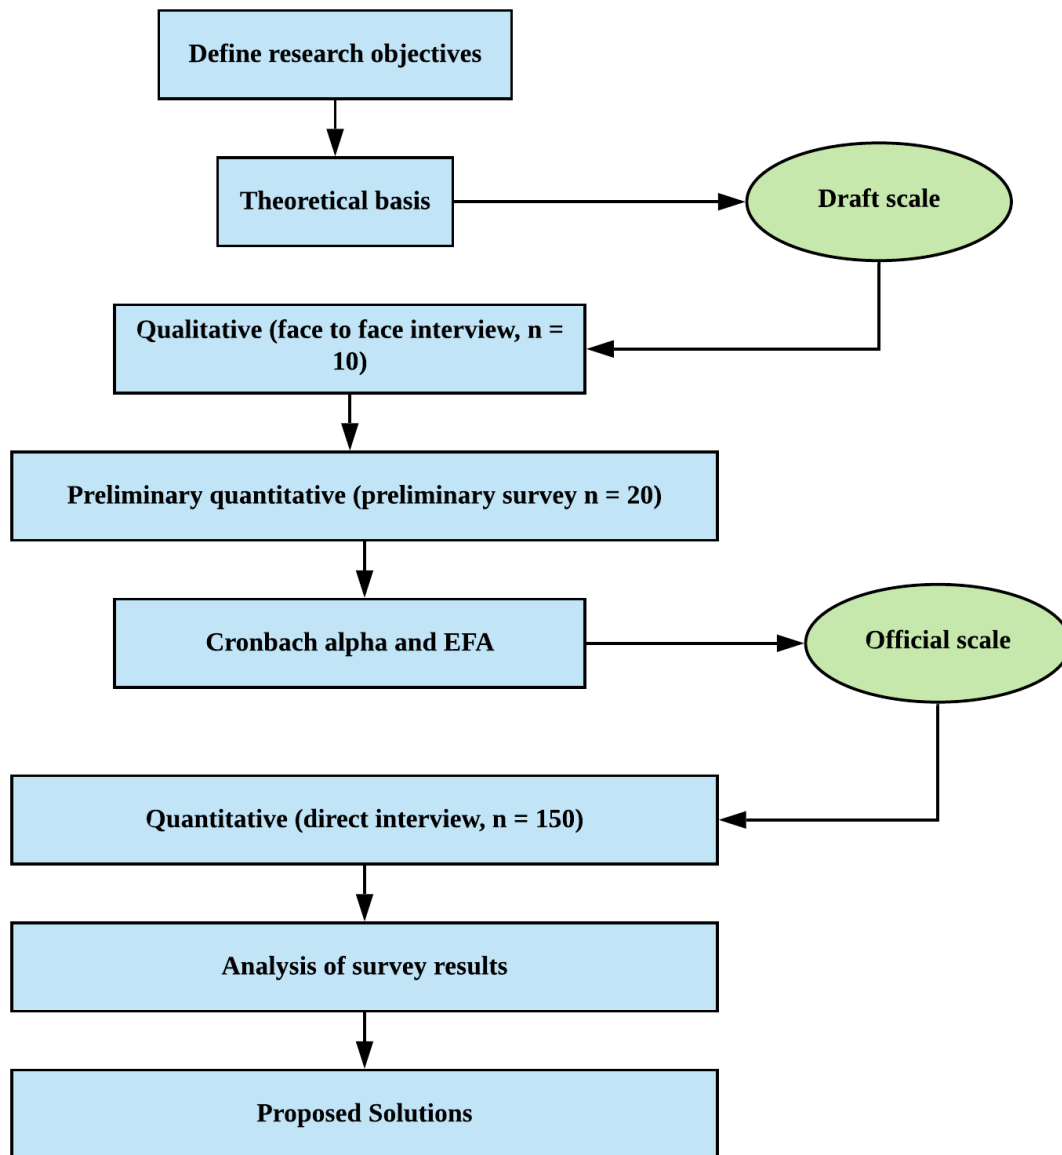 Define research objectives
Theoretical basis
Draft scale
Qualitative (face to face interview, n =
10)
Preliminary quantitative (preliminary survey n = 20)
Cronbach alpha and EFA
Official scale
Quantitative (direct interview, n = 150)
Analysis of survey results
Proposed Solutions